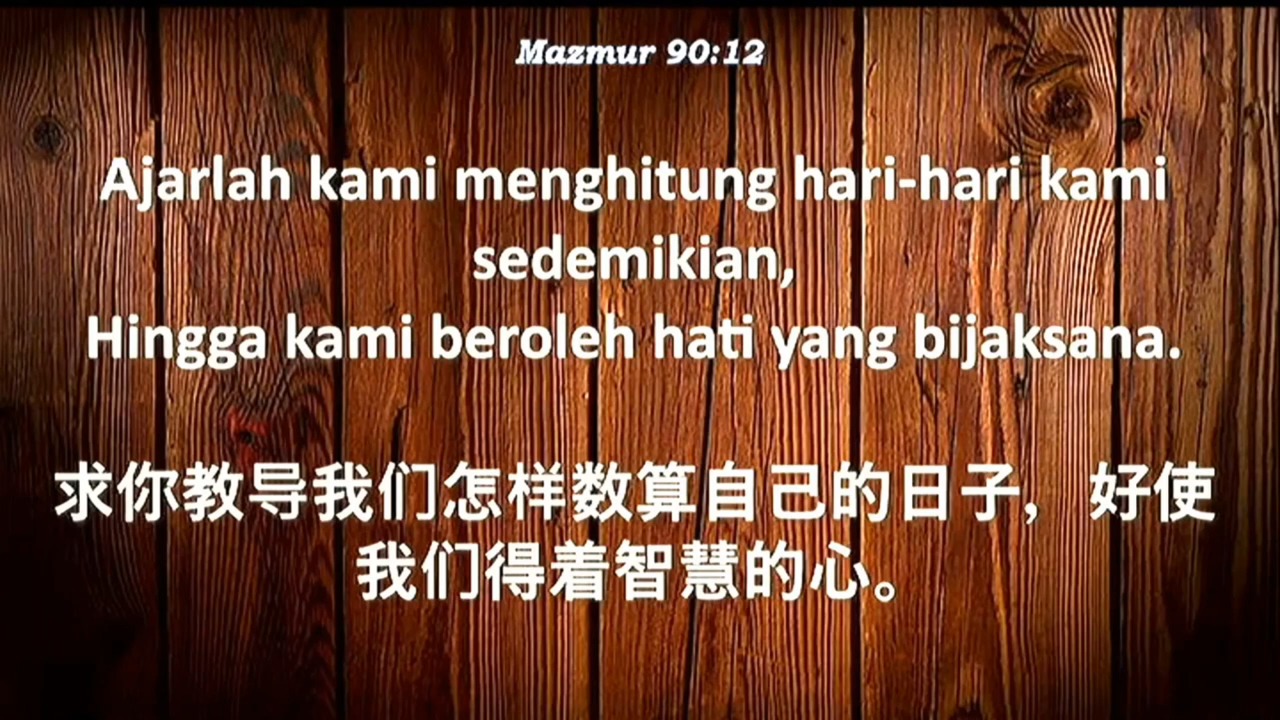 Mazmur 90:12
Ajarlah kami menghitung hari-hari kami
sedemikian,
Hingga kami beroleh hati yang bijaksana.
求你教导我们怎样数算自己的日子, 好使
我们得着智慧的心。